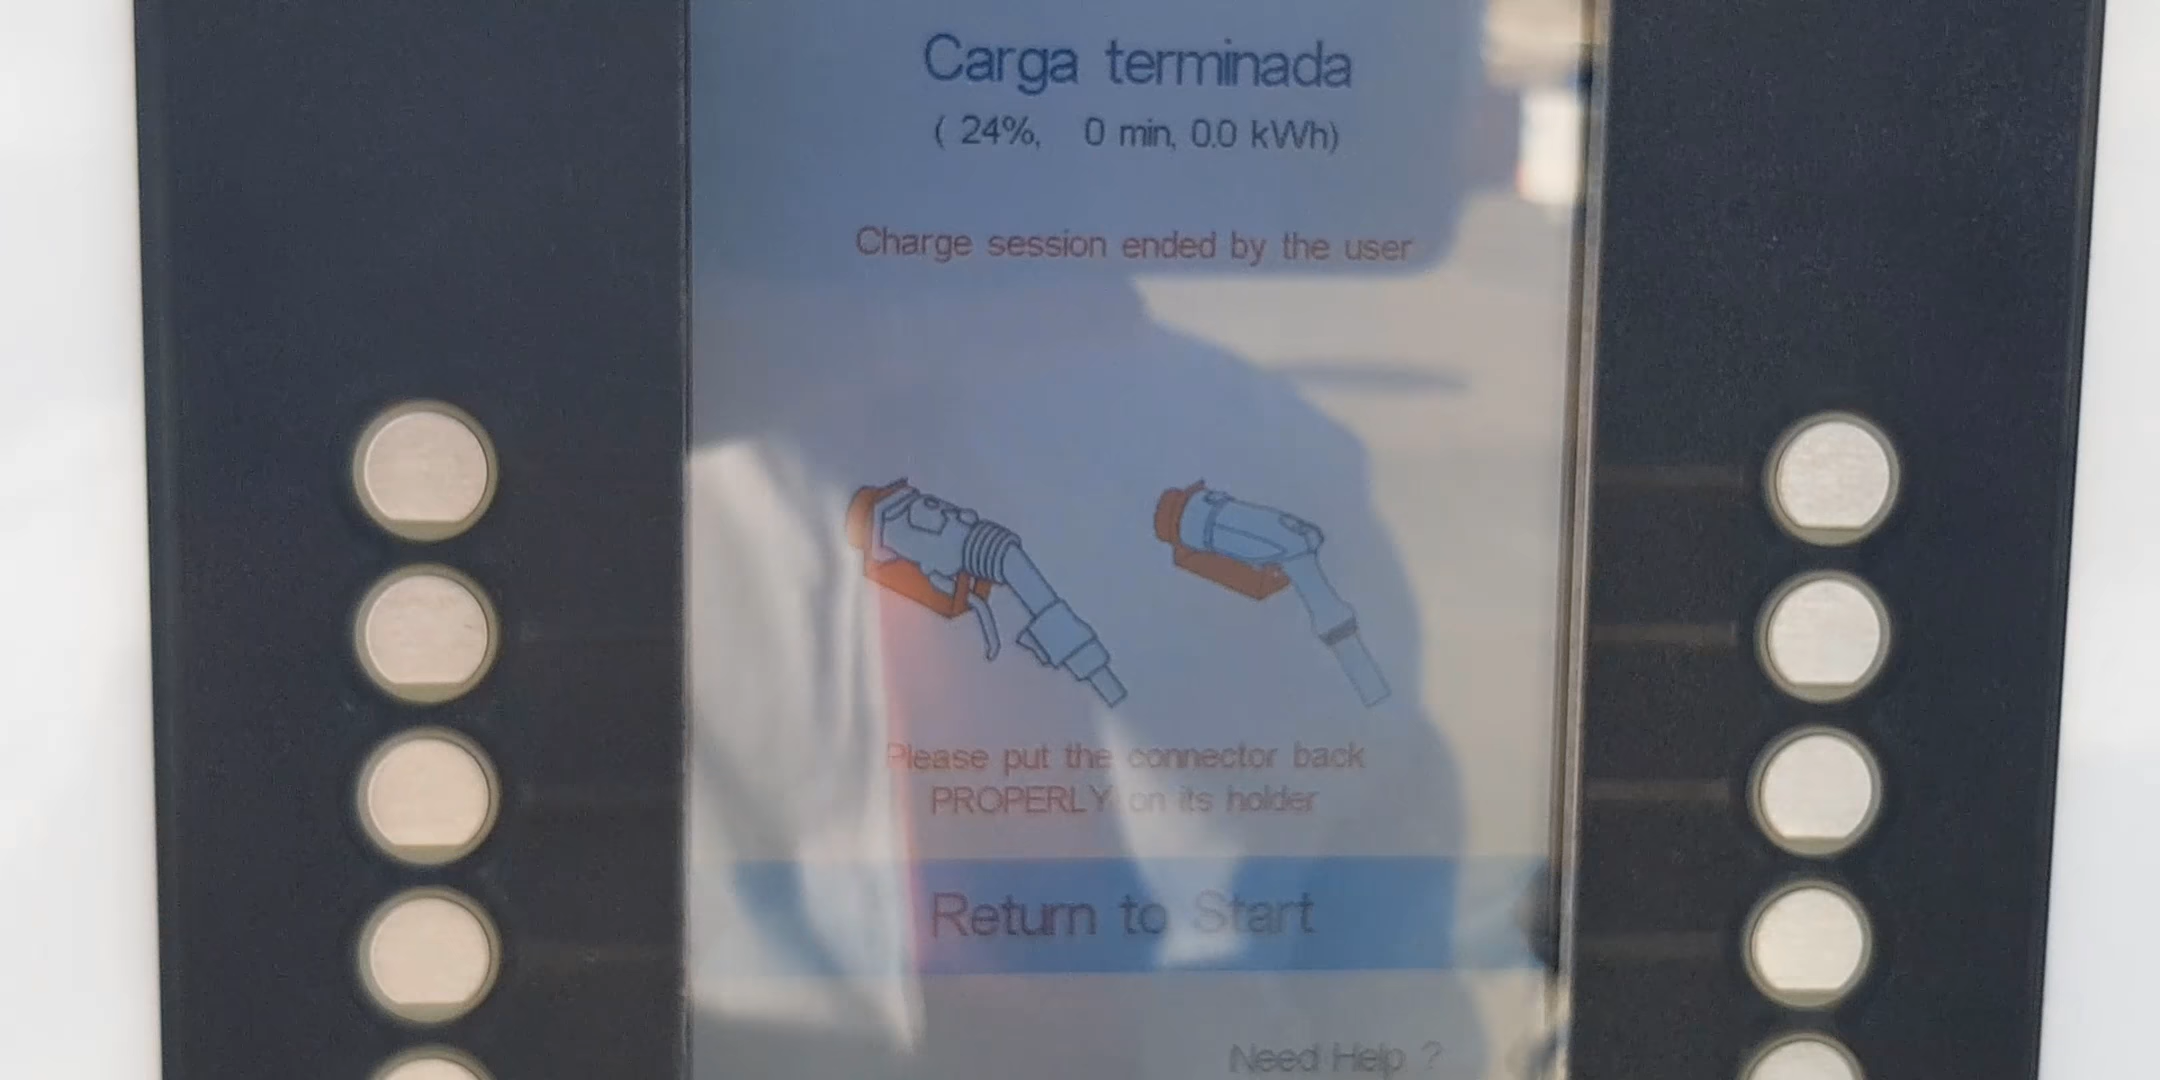 Carga terminada
( 24%, 0 min, 0.0 kWh)
Charge session ended by the user
Please put the connector back
PROPERLY on its holder
Return to Start
Need Help ?